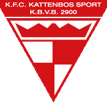 K.F.C. KATTENBOS SPORT
K.B.V.B. 2900